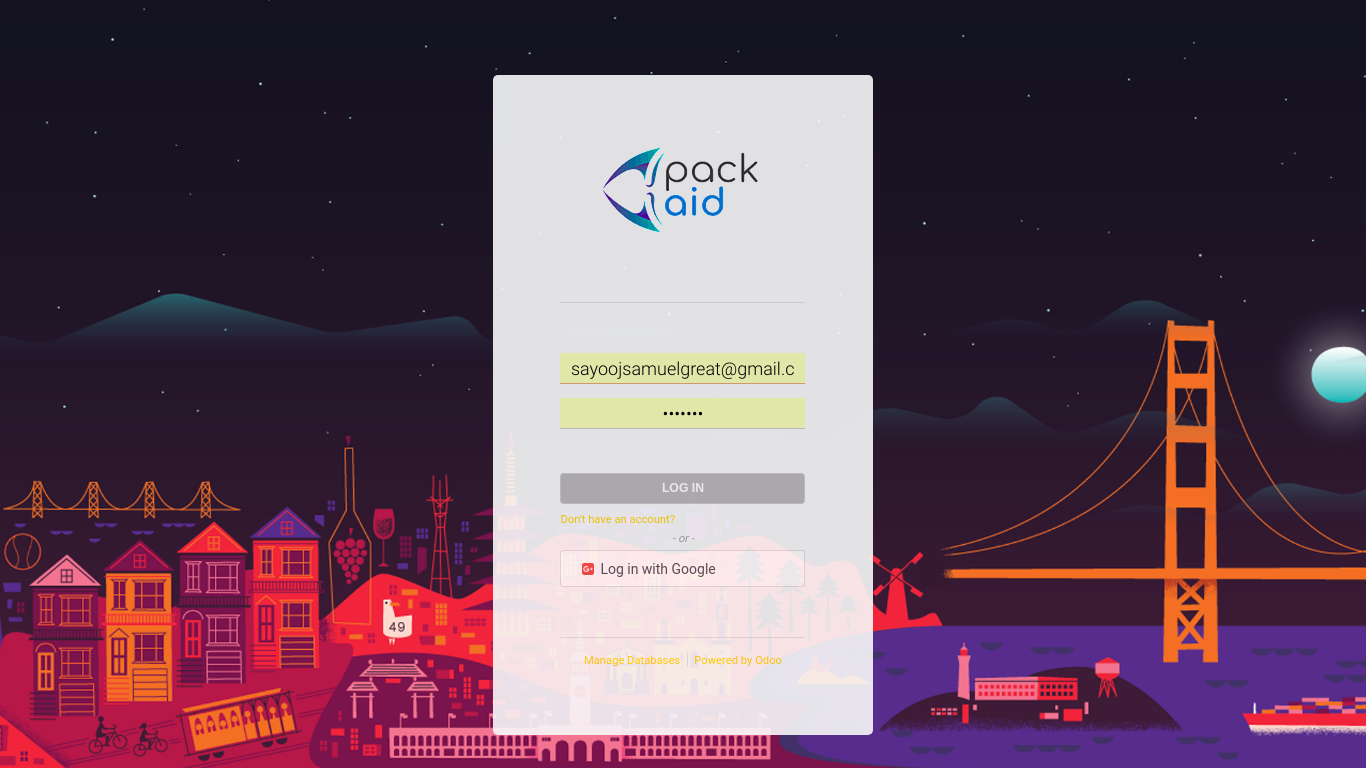 pack
aid
sayoojsamuelgreat@gmail.c
•••••••
LOG IN
Don't have an account?
- or -
G+ Log in with Google
49
Manage Databases | Powered by Odoo